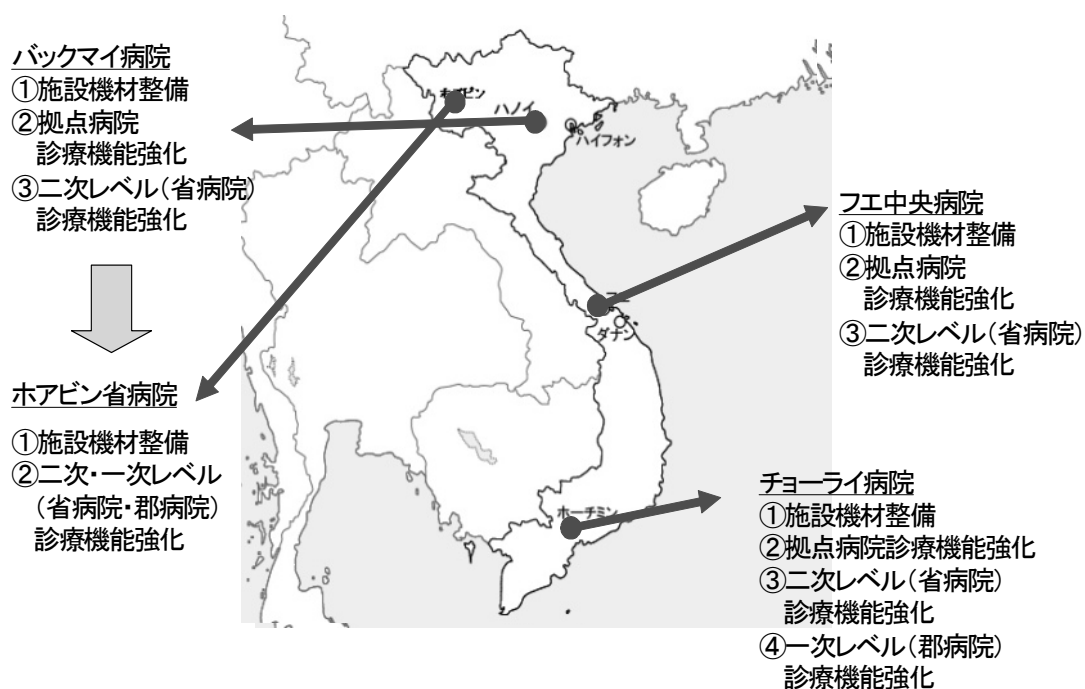 バックマイ病院
①施設機材整備
②拠点病院
診療機能強化
③二次レベル（省病院）
診療機能強化
ホアビン省病院
①施設機材整備
②二次・一次レベル
（省病院・郡病院）
診療機能強化
ハノイ
ハイフォン
ダナン
ホーチミン
フエ中央病院
①施設機材整備
②拠点病院
診療機能強化
③二次レベル（省病院）
診療機能強化
チョーライ病院
①施設機材整備
②拠点病院診療機能強化
③二次レベル（省病院）
診療機能強化
④一次レベル（郡病院）
診療機能強化